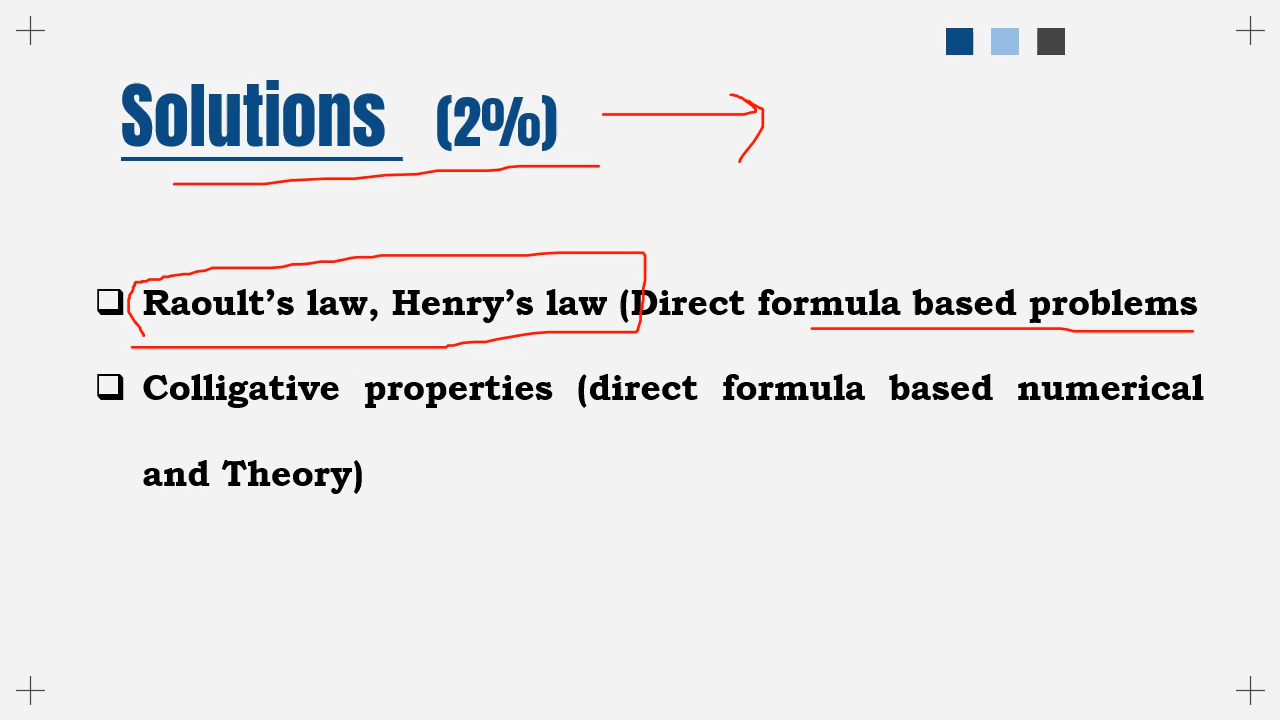 Solutions (2%)
Raoult’s law, Henry’s law (Direct formula based problems
Colligative properties (direct formula based numerical
and Theory)